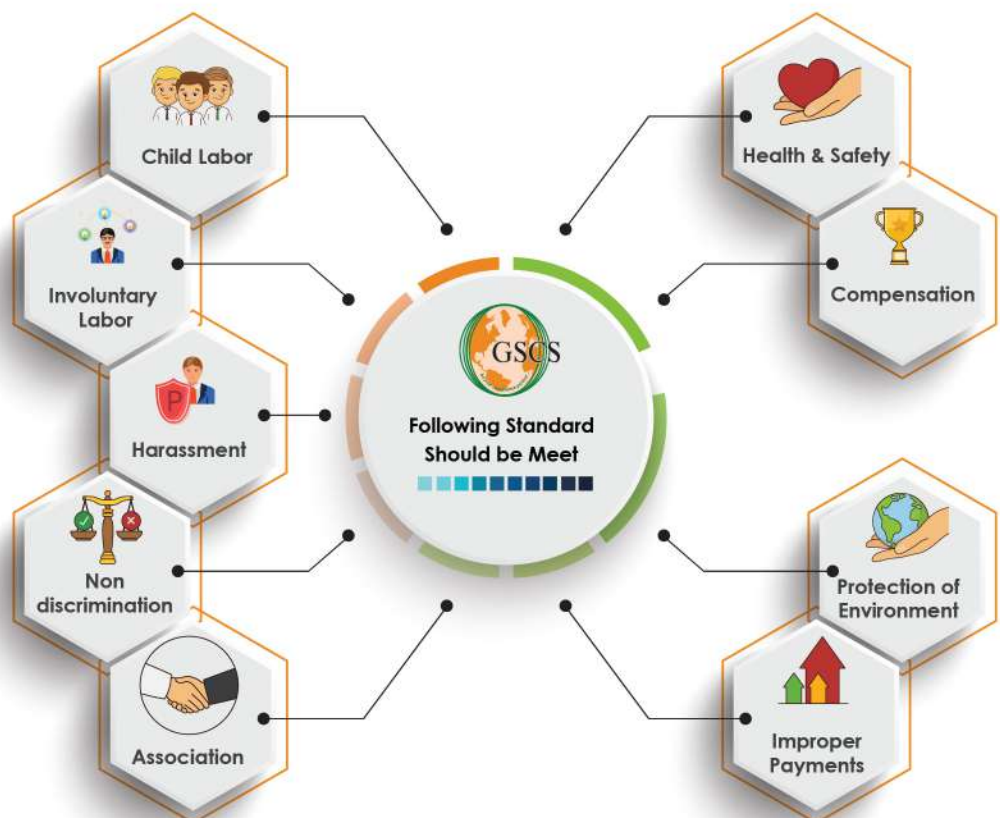 Child Labor
Involuntary
Labor
Harassment
Non
discrimination
Association
GSCS
Following Standard
Should be Meet
Health & Safety
Compensation
Protection of
Environment
Improper
Payments
P